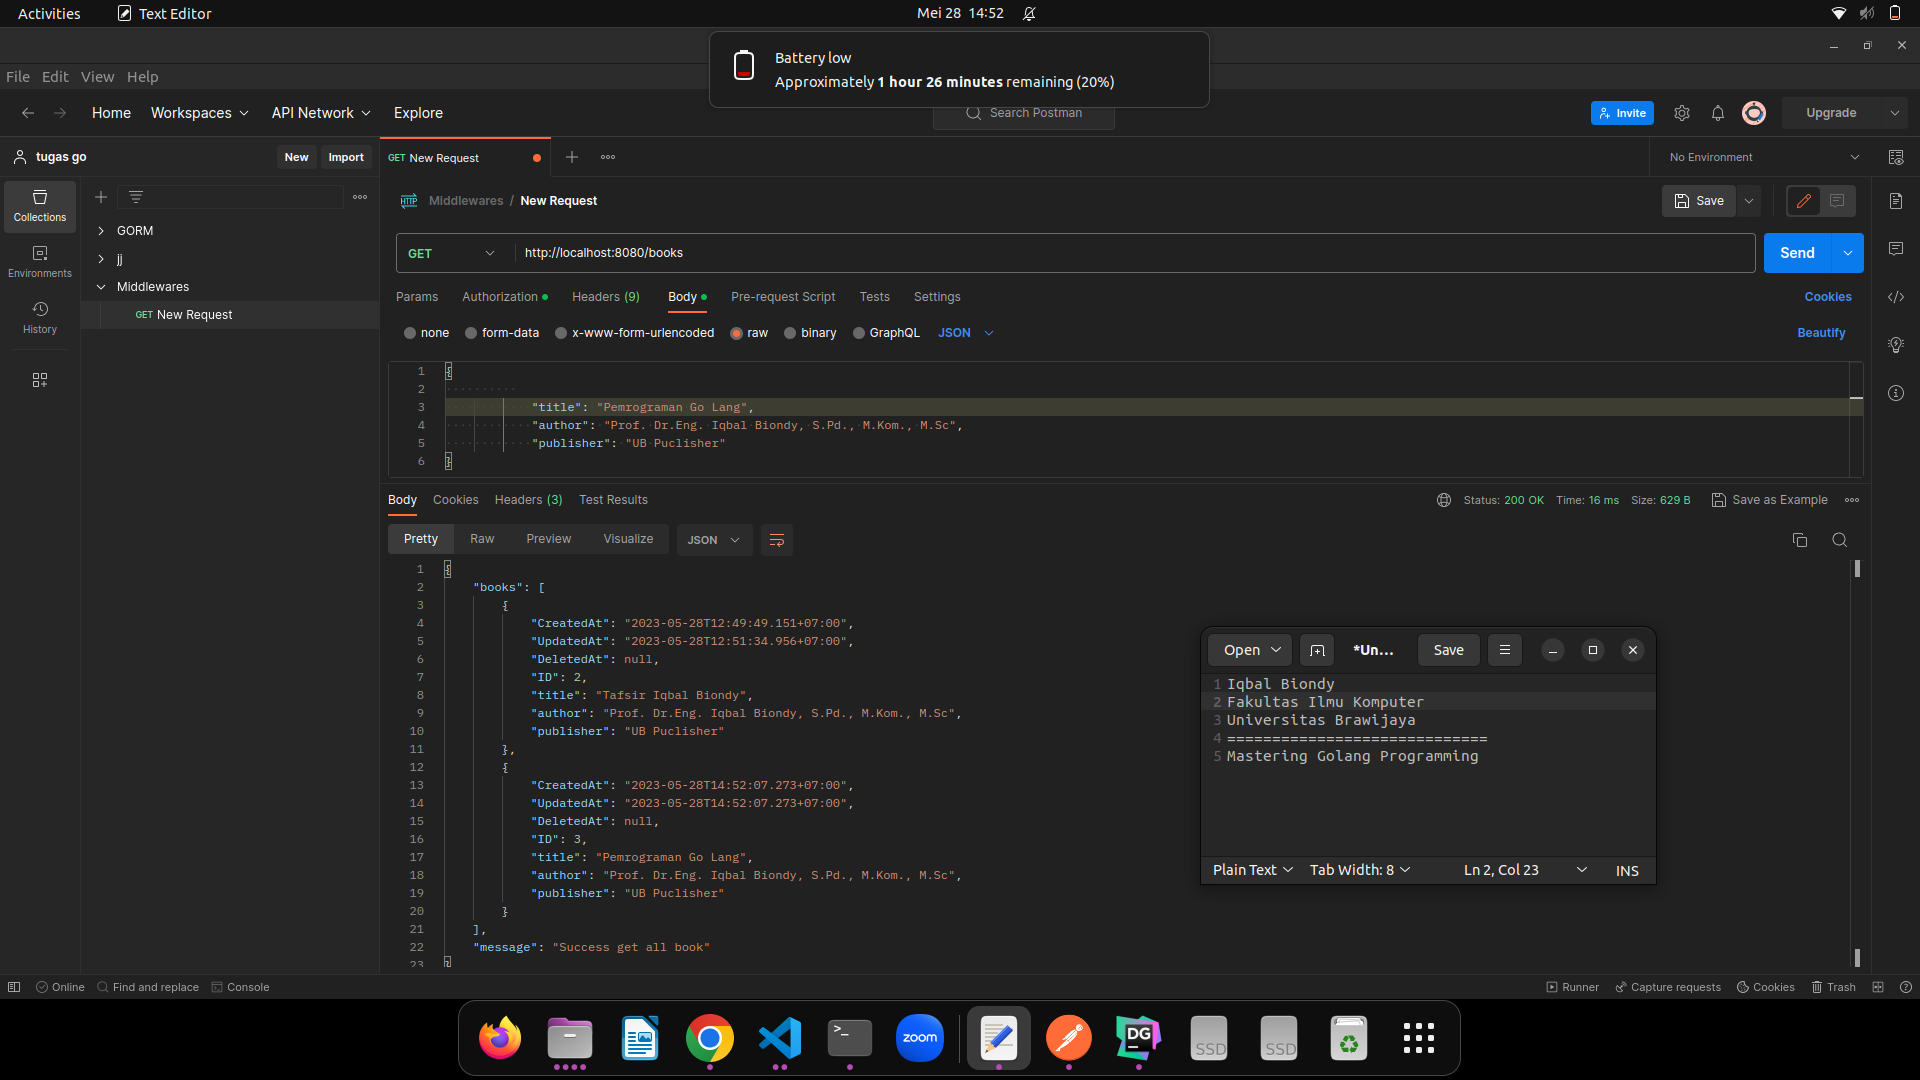 Activities Text Editor Mei 28 14:52
Battery low
Approximately 1 hour 26 minutes remaining (20%)
File Edit View Help
Home Workspaces API Network Explore Search Postman Invite Upgrade
tugas go New Import GET New Request No Environment
Collections
Environments
History
GORM
jj
Middlewares
GET New Request
Middlewares / New Request Save
GET http://localhost:8080/books Send
Params Authorization Headers (9) Body Pre-request Script Tests Settings Cookies
none form-data x-www-form-urlencoded raw binary GraphQL JSON Beautify
1 {
2
3 "title": "Pemrograman Go Lang",
4 "author": "Prof. Dr.Eng. Iqbal Biondy, S.Pd., M.Kom., M.Sc",
5 "publisher": "UB Puclisher"
6 }
Body Cookies Headers (3) Test Results Status: 200 OK Time: 16 ms Size: 629 B Save as Example
Pretty Raw Preview Visualize JSON
1 {
2 "books": [
3 {
4 "CreatedAt": "2023-05-28T12:49:49.151+07:00",
5 "UpdatedAt": "2023-05-28T12:51:34.956+07:00",
6 "DeletedAt": null,
7 "ID": 2,
8 "title": "Tafsir Iqbal Biondy",
9 "author": "Prof. Dr.Eng. Iqbal Biondy, S.Pd., M.Kom., M.Sc",
10 "publisher": "UB Puclisher"
11 },
12 {
13 "CreatedAt": "2023-05-28T14:52:07.273+07:00",
14 "UpdatedAt": "2023-05-28T14:52:07.273+07:00",
15 "DeletedAt": null,
16 "ID": 3,
17 "title": "Pemrograman Go Lang",
18 "author": "Prof. Dr.Eng. Iqbal Biondy, S.Pd., M.Kom., M.Sc",
19 "publisher": "UB Puclisher"
20 }
21 ],
22 "message": "Success get all book"
23 }
Open *Un... Save
1 Iqbal Biondy
2 Fakultas Ilmu Komputer
3 Universitas Brawijaya
4 =============================
5 Mastering Golang Programming
Plain Text Tab Width: 8 Ln 2, Col 23 INS
Online Find and replace Console Runner Capture requests Cookies Trash
>_ zoom DG SSD SSD